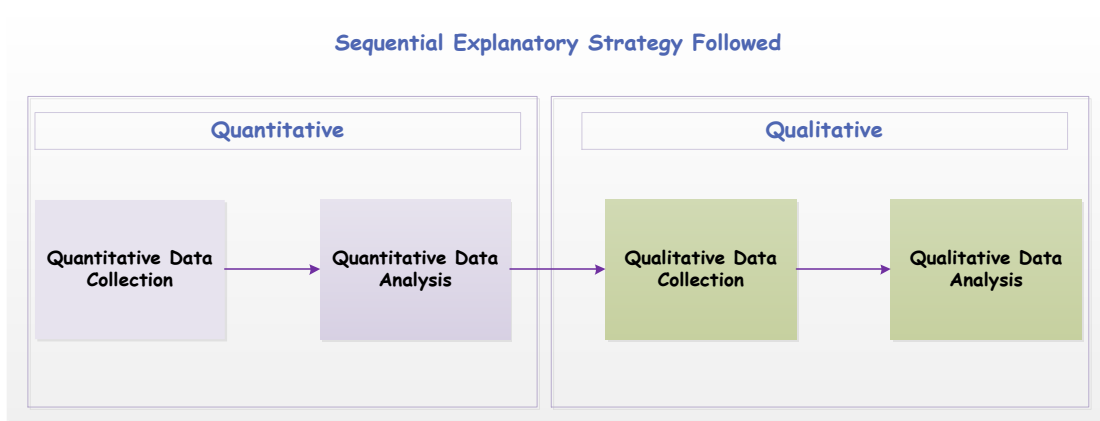 Sequential Explanatory Strategy Followed
Quantitative
Qualitative
Quantitative Data
Collection
Quantitative Data
Analysis
Qualitative Data
Collection
Qualitative Data
Analysis